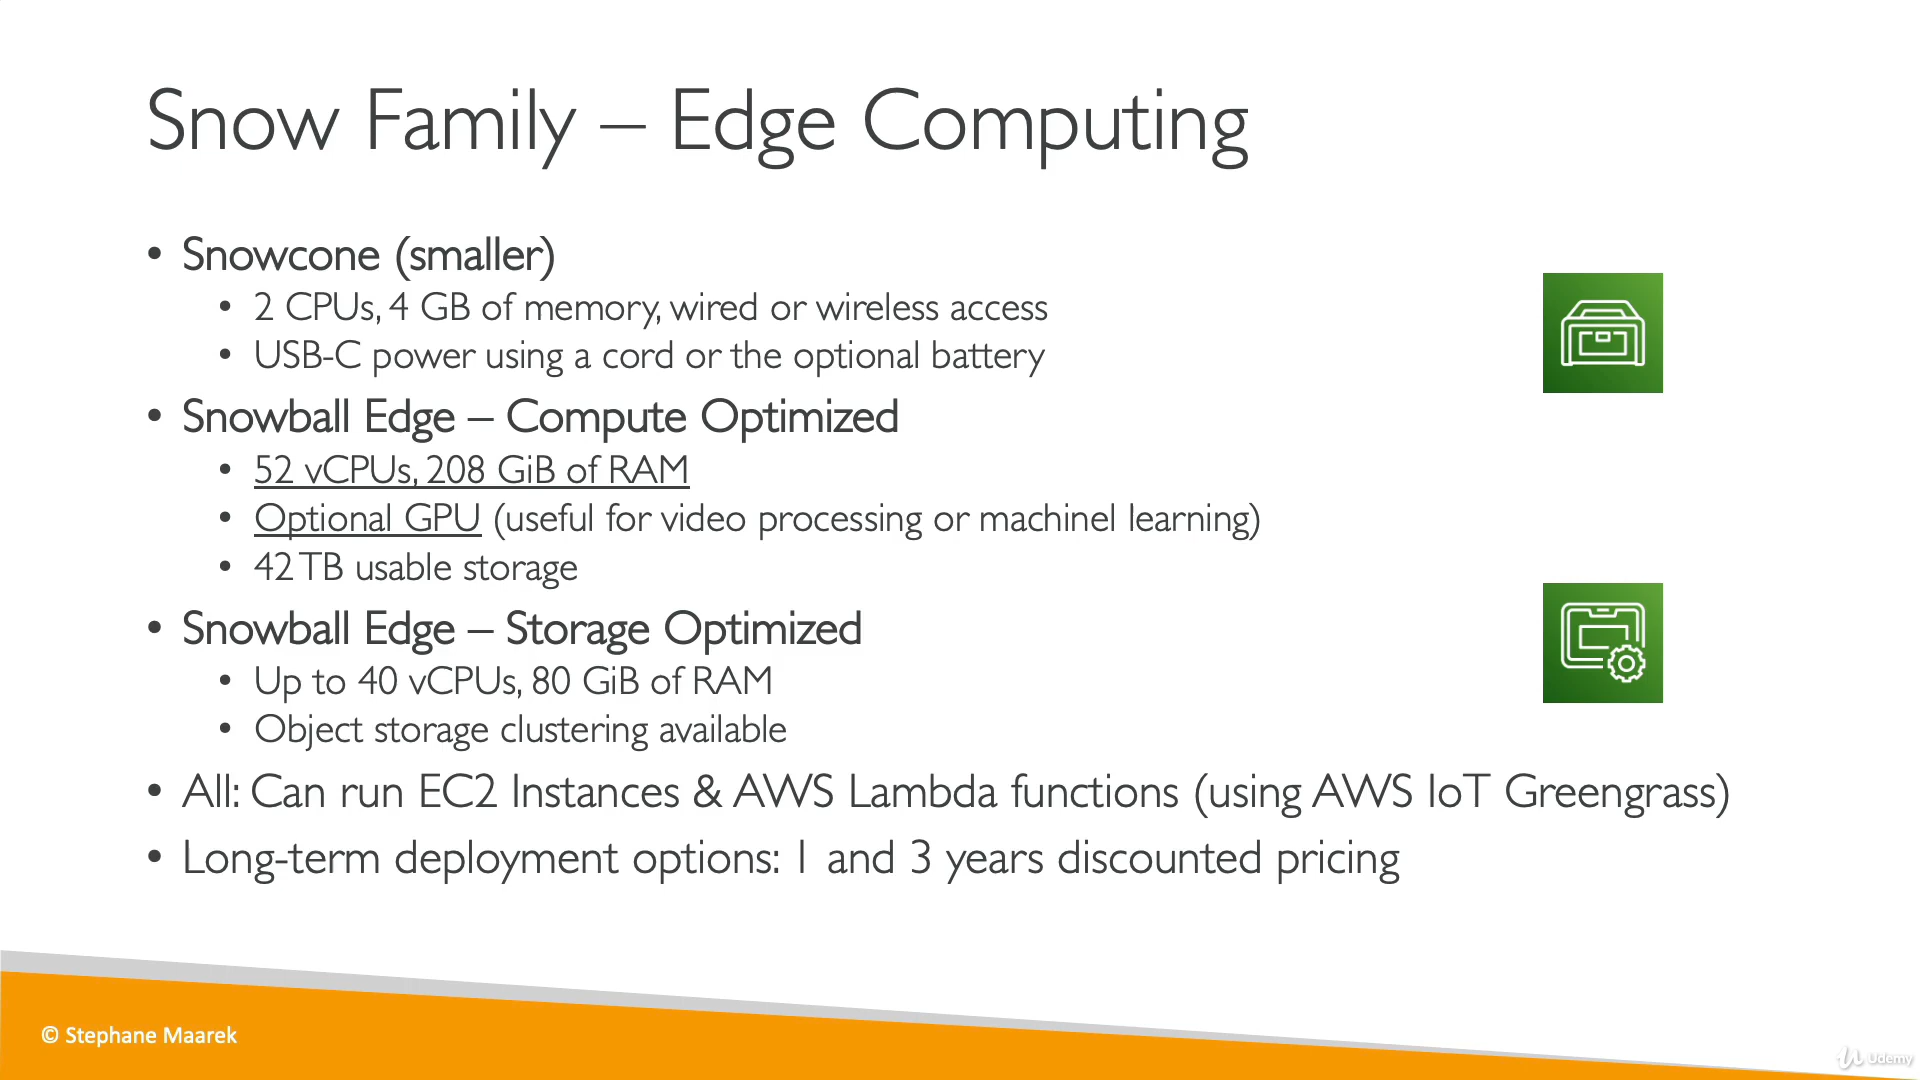 Snow Family – Edge Computing
• Snowcone (smaller)
• 2 CPUs, 4 GB of memory, wired or wireless access
• USB-C power using a cord or the optional battery
• Snowball Edge – Compute Optimized
• 52 vCPUs, 208 GiB of RAM
• Optional GPU (useful for video processing or machinel learning)
• 42 TB usable storage
• Snowball Edge – Storage Optimized
• Up to 40 vCPUs, 80 GiB of RAM
• Object storage clustering available
• All: Can run EC2 Instances & AWS Lambda functions (using AWS IoT Greengrass)
• Long-term deployment options: 1 and 3 years discounted pricing
© Stephane Maarek
Udemy